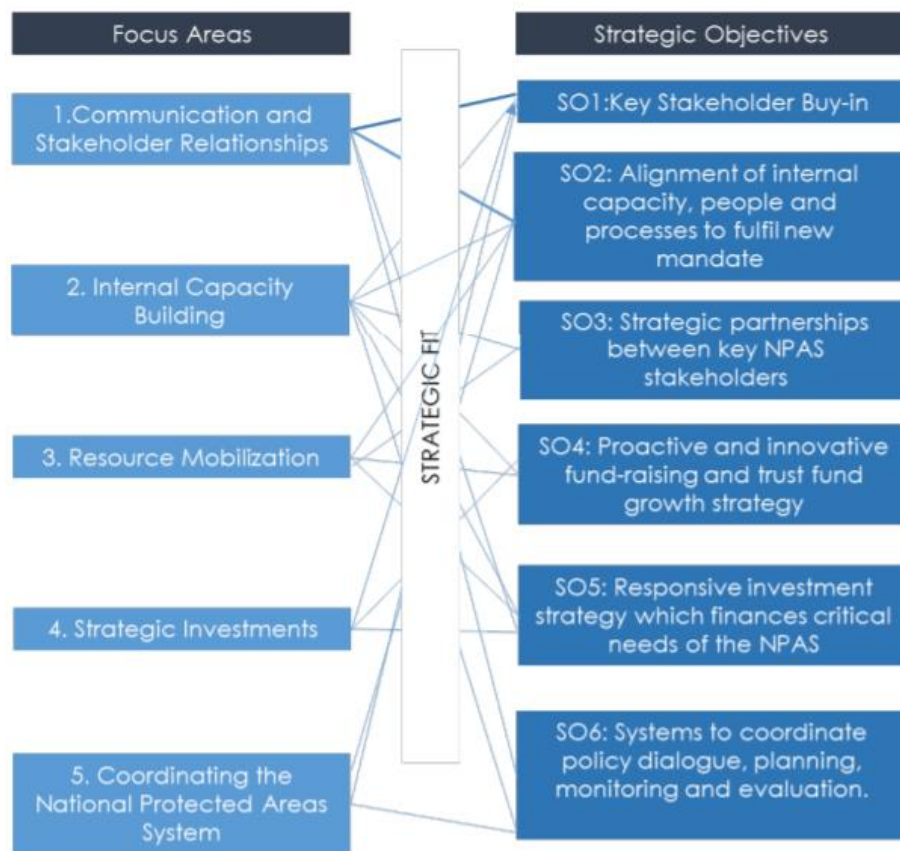 Focus Areas
Strategic Objectives
1.Communication and
Stakeholder Relationships
2. Internal Capacity
Building
3. Resource Mobilization
4. Strategic Investments
5. Coordinating the
National Protected Areas
System
STRATEGIC FIT
SO1:Key Stakeholder Buy-in
SO2: Alignment of internal
capacity, people and
processes to fulfil new
mandate
SO3: Strategic partnerships
between key NPAS
stakeholders
SO4: Proactive and innovative
fund-raising and trust fund
growth strategy
SO5: Responsive investment
strategy which finances critical
needs of the NPAS
SO6: Systems to coordinate
policy dialogue, planning,
monitoring and evaluation.